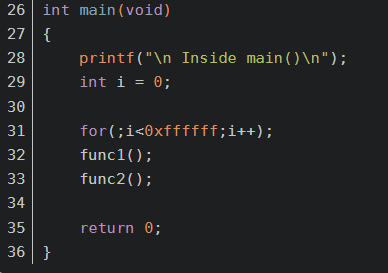 26 int main(void)
27 {
28     printf("\n Inside main()\n");
29     int i = 0;
30
31     for(;i<0xffffff;i++);
32     func1();
33     func2();
34
35     return 0;
36 }